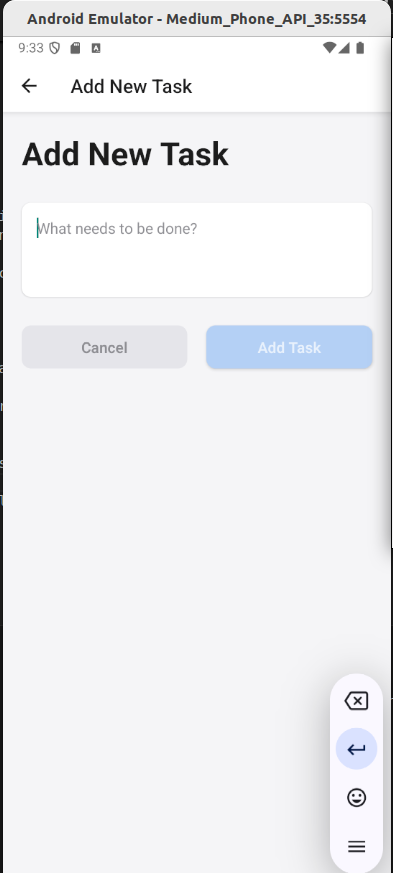 Android Emulator - Medium_Phone_API_35:5554
9:33
Add New Task
Add New Task
What needs to be done?
Cancel
Add Task